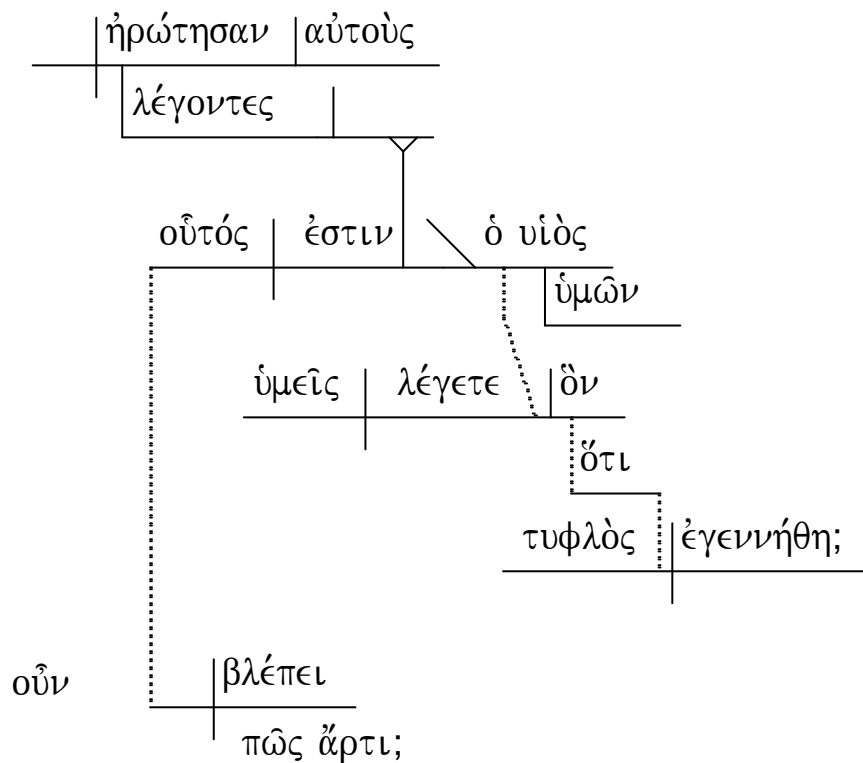 ἠρώτησαν αὐτοὺς
λέγοντες
οὗτός ἐστιν ὁ υἱὸς
ὑμῶν
ὑμεῖς λέγετε ὃν
ὅτι
τυφλὸς ἐγεννήθη;
οὖν βλέπει
πῶς ἄρτι;